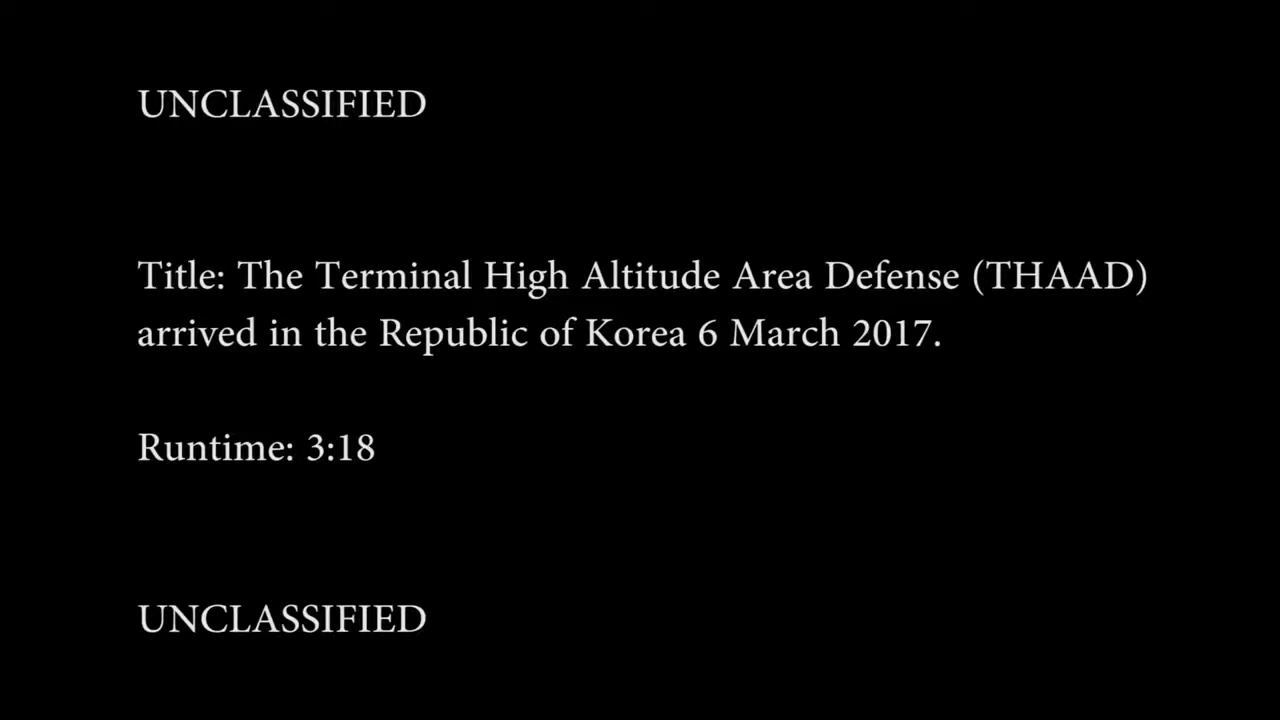 UNCLASSIFIED
Title: The Terminal High Altitude Area Defense (THAAD)
arrived in the Republic of Korea 6 March 2017.
Runtime: 3:18
UNCLASSIFIED